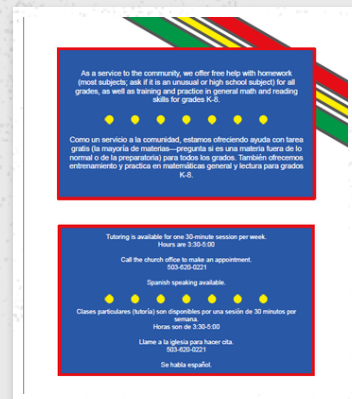 As a service to the community, we offer free help with homework
(most subjects; ask if it is an unusual or high school subject) for all
grades, as well as training and practice in general math and reading
skills for grades K-8.
Como un servicio a la comunidad, estamos ofreciendo ayuda con tarea
gratis (la mayoría de materias—pregunta si es una materia fuera de lo
normal o de la preparatoria) para todos los grados. También ofrecemos
entrenamiento y practica en matemáticas general y lectura para grados
K-8.
Tutoring is available for one 30-minute session per week.
Hours are 3:30-5:00
Call the church office to make an appointment.
503-620-0221
Spanish speaking available.
Clases particulares (tutoría) son disponibles por una sesión de 30 minutos por
semana.
Horas son de 3:30-5:00
Llame a la iglesia para hacer cita.
503-620-0221
Se habla español.